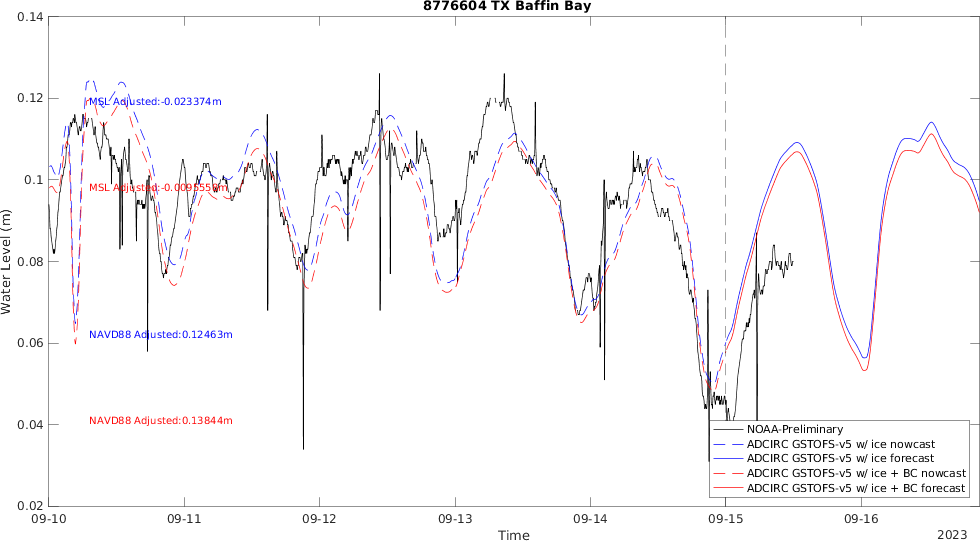 8776604 TX Baffin Bay
0.14
0.12
0.1
0.08
0.06
0.04
0.02
Water Level (m)
MSL Adjusted:-0.023374m
MSL Adjusted:-0.0095556m
NAVD88 Adjusted:0.12463m
NAVD88 Adjusted:0.13844m
NOAA-Preliminary
ADCIRC GSTOFS-v5 w/ ice nowcast
ADCIRC GSTOFS-v5 w/ ice forecast
ADCIRC GSTOFS-v5 w/ ice + BC nowcast
ADCIRC GSTOFS-v5 w/ ice + BC forecast
09-10 09-11 09-12 09-13 09-14 09-15 09-16
Time
2023